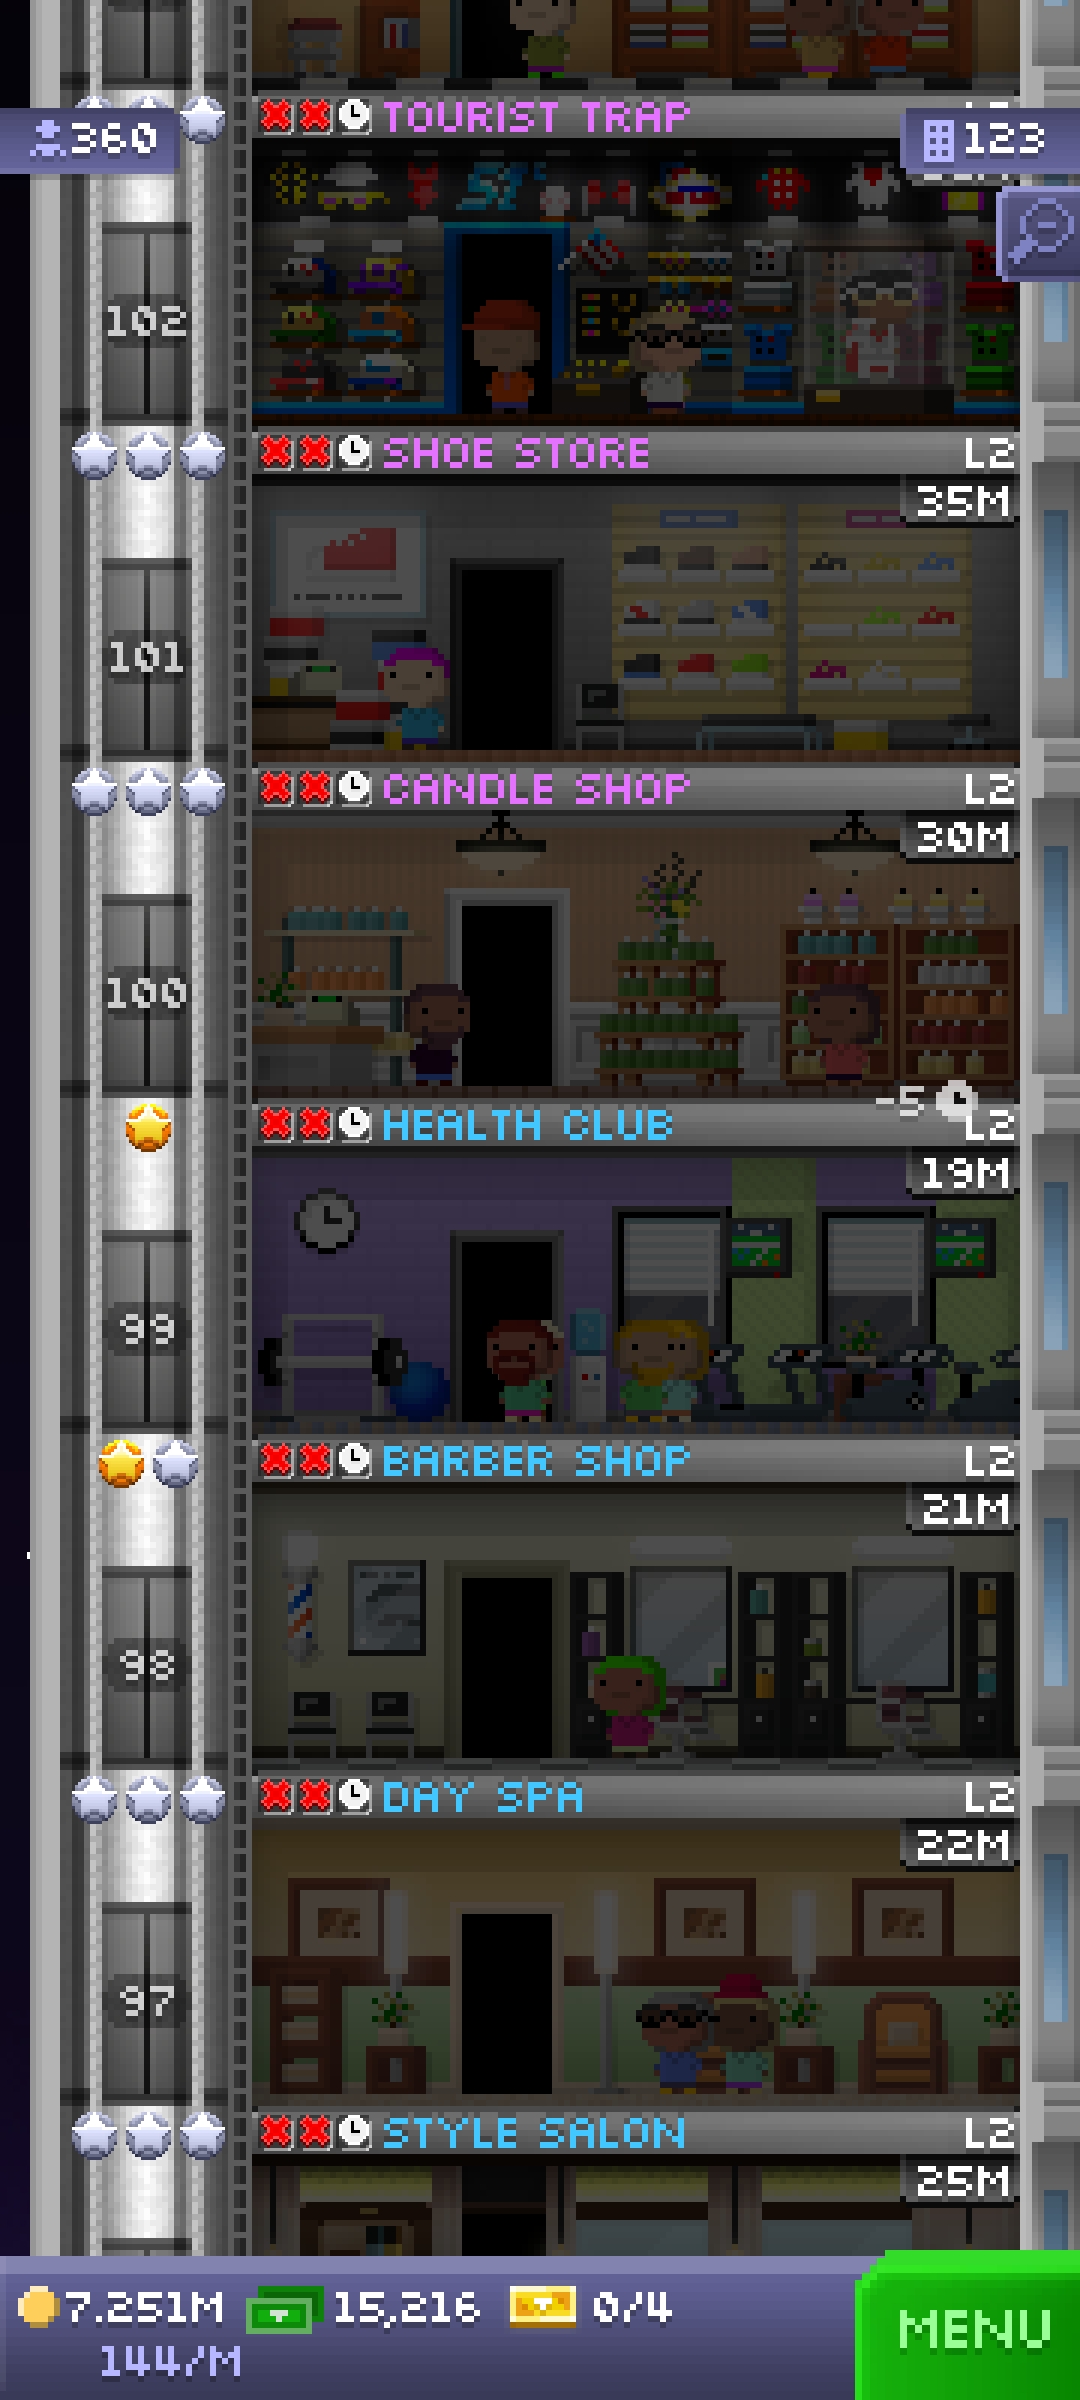 360
TOURIST TRAP
123
102
SHOE STORE L2
35M
101
CANDLE SHOP L2
30M
100
-5
HEALTH CLUB L2
19M
99
BARBER SHOP L2
21M
98
DAY SPA L2
22M
97
STYLE SALON L2
25M
7.251M 15,216 0/4
144/M
MENU